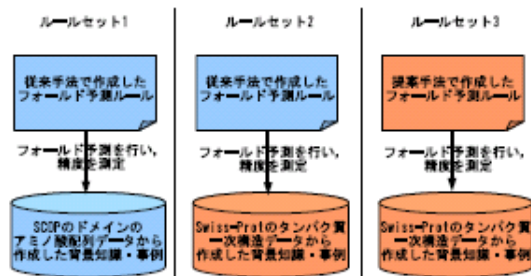 ルールセット1
従来手法で作成した
フォールド予測ルール
フォールド予測を行い，
精度を測定
SCOPのドメインの
アミノ酸配列データから
作成した背景知識・事例
ルールセット2
従来手法で作成した
フォールド予測ルール
フォールド予測を行い，
精度を測定
Swiss-Protのタンパク質
一次構造データから
作成した背景知識・事例
ルールセット3
提案手法で作成した
フォールド予測ルール
フォールド予測を行い，
精度を測定
Swiss-Protのタンパク質
一次構造データから
作成した背景知識・事例